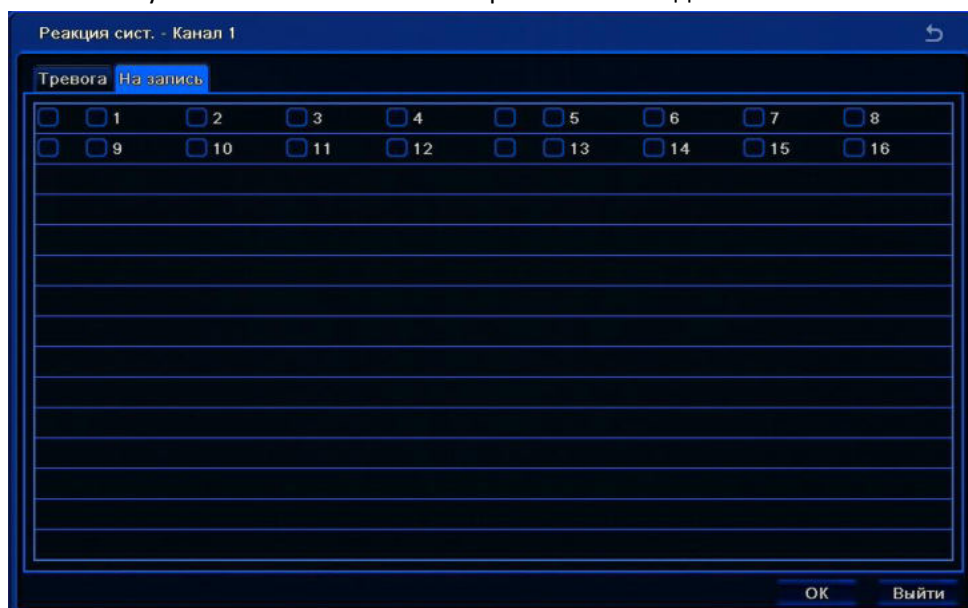 Реакция сист. - Канал 1
Тревога На запись
1 2 3 4 5 6 7 8
9 10 11 12 13 14 15 16
OK Выйти